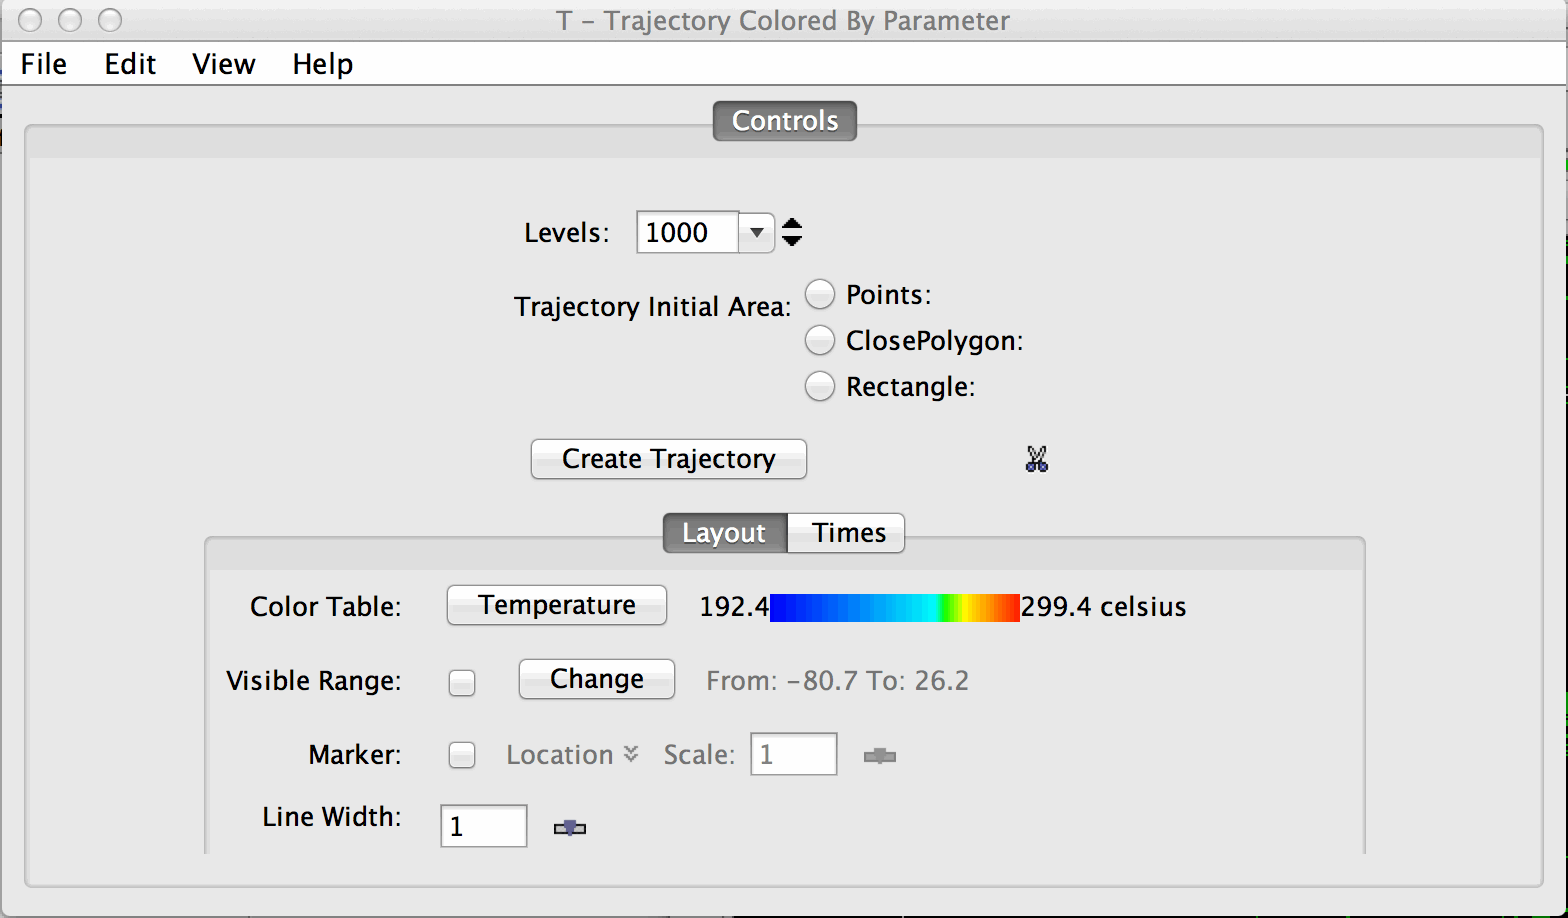 T – Trajectory Colored By Parameter
File Edit View Help
Controls
Levels: 1000
Trajectory Initial Area: Points:
ClosePolygon:
Rectangle:
Create Trajectory
Layout Times
Color Table: Temperature 192.4 299.4 celsius
Visible Range: Change From: -80.7 To: 26.2
Marker: Location Scale: 1
Line Width: 1